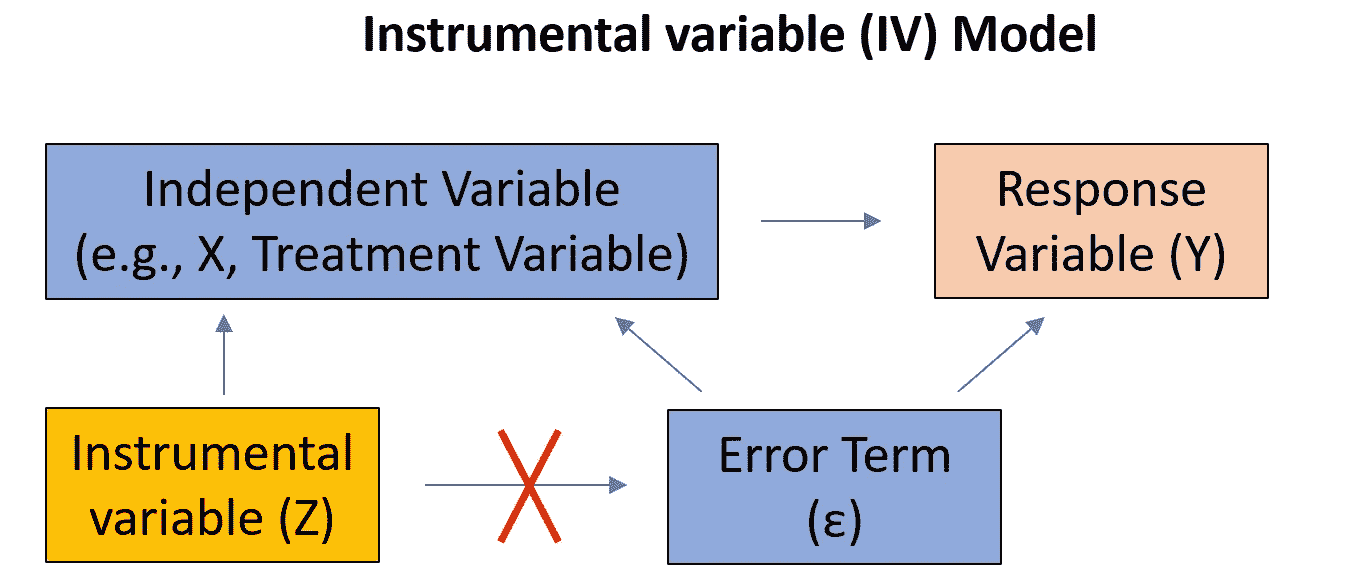 Instrumental variable (IV) Model
Independent Variable
(e.g., X, Treatment Variable)
Response
Variable (Y)
Instrumental
variable (Z)
Error Term
(ε)